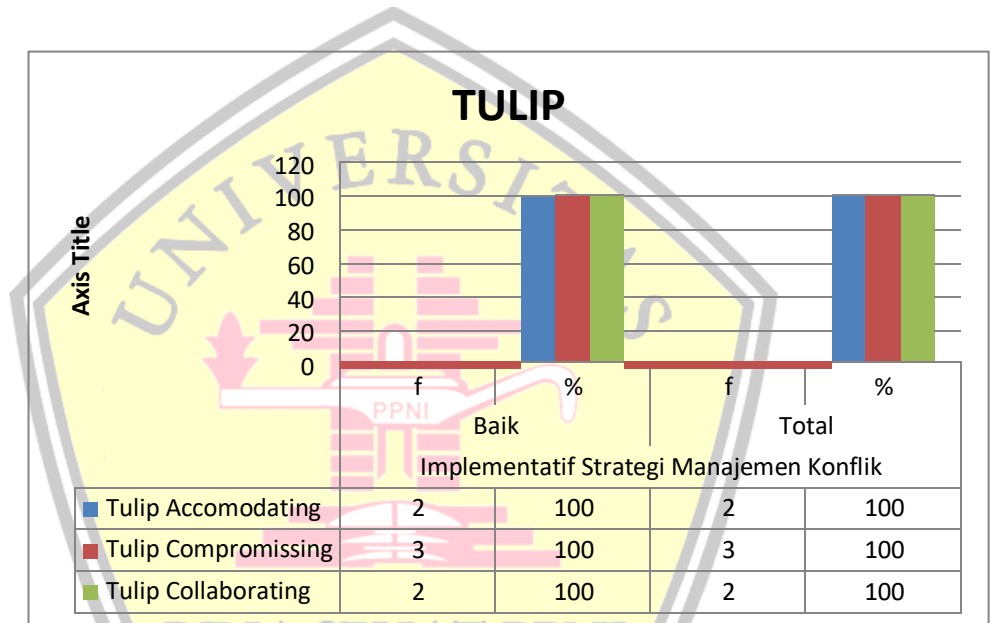 TULIP
UNIVERSITAS
Axis Title
120
100
80
60
40
20
0
f % f %
PPNI
Baik Total
Implementatif Strategi Manajemen Konflik
Tulip Accomodating 2 100 2 100
Tulip Compromissing 3 100 3 100
Tulip Collaborating 2 100 2 100